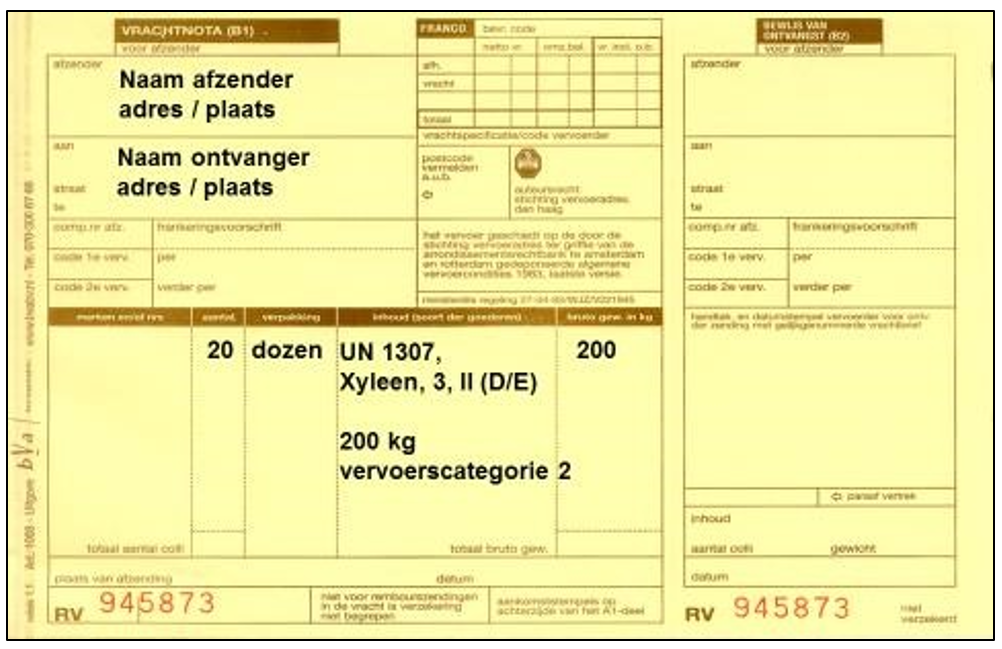 VRACHTNOTA (B1)
voor afzender
afzender
Naam afzender
adres / plaats
aan
Naam ontvanger
straat
adres / plaats
te
comp.nr afz.
frankeringsvoorschrift
code 1e verv.
per
code 2e verv.
verder per
FRANCO
bevr. code
netto vr.
vr. incl. o.b.
afh.
vracht
totaal
vrachtspecificatie/code vervoerder
postcode
vermelden
a.u.b.
auteursrecht
stichting vervoeradres
den haag
het vervoer geschiedt op de door de
stichting vervoeradres ter griffie van de
arrondissementsrechtbank te amsterdam
en rotterdam gedeponeerde algemene
vervoercondities 1983, laatste versie.
merken en/of nrs aantal verpakking inhoud (soort der goederen) bruto gew. in kg
20 dozen UN 1307, 200
Xyleen, 3, II (D/E)
200 kg
vervoerscategorie 2
totaal aantal colli
totaal bruto gew.
plaats van afzending
datum
RV 945873
niet voor rembourszendingen
in de vracht is verzekering
niet begrepen
aankomststempels op
achterzijde van het A1-deel
BEWIJS VAN
ONTVANGST (B2)
voor afzender
afzender
aan
straat
te
comp.nr afz.
frankeringsvoorschrift
code 1e verv.
per
code 2e verv.
verder per
handtek. en datumstempel vervoerder voor ontv.
der zending met gelijkgenummerde vrachtbrief
paraaf vertrek
inhoud
aantal colli
gewicht
datum
RV 945873
niet
verzekerd